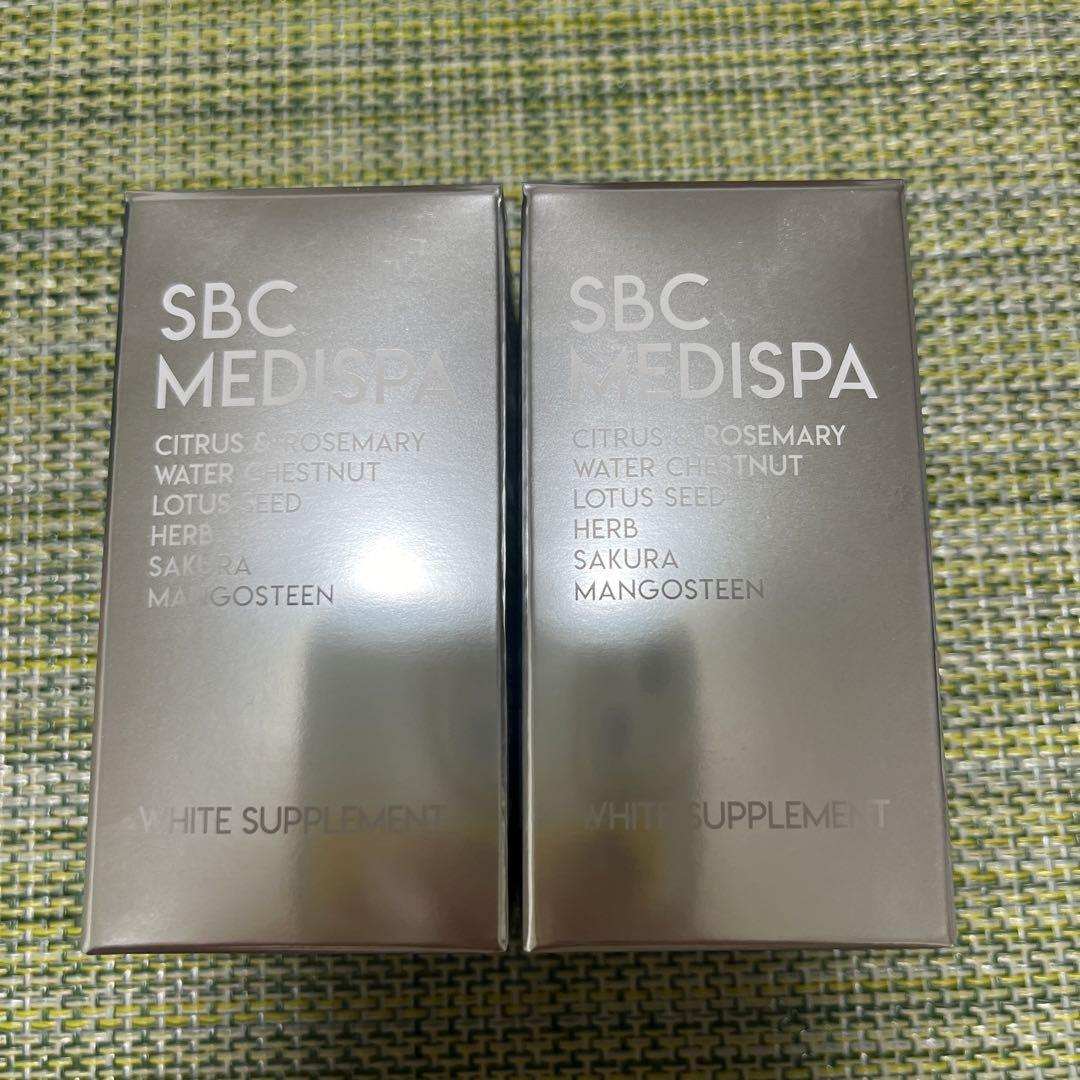 SBC
MEDISPA
CITRUS & ROSEMARY
WATER CHESTNUT
LOTUS SEED
HERB
SAKURA
MANGOSTEEN
WHITE SUPPLEMENT
SBC
MEDISPA
CITRUS & ROSEMARY
WATER CHESTNUT
LOTUS SEED
HERB
SAKURA
MANGOSTEEN
WHITE SUPPLEMENT